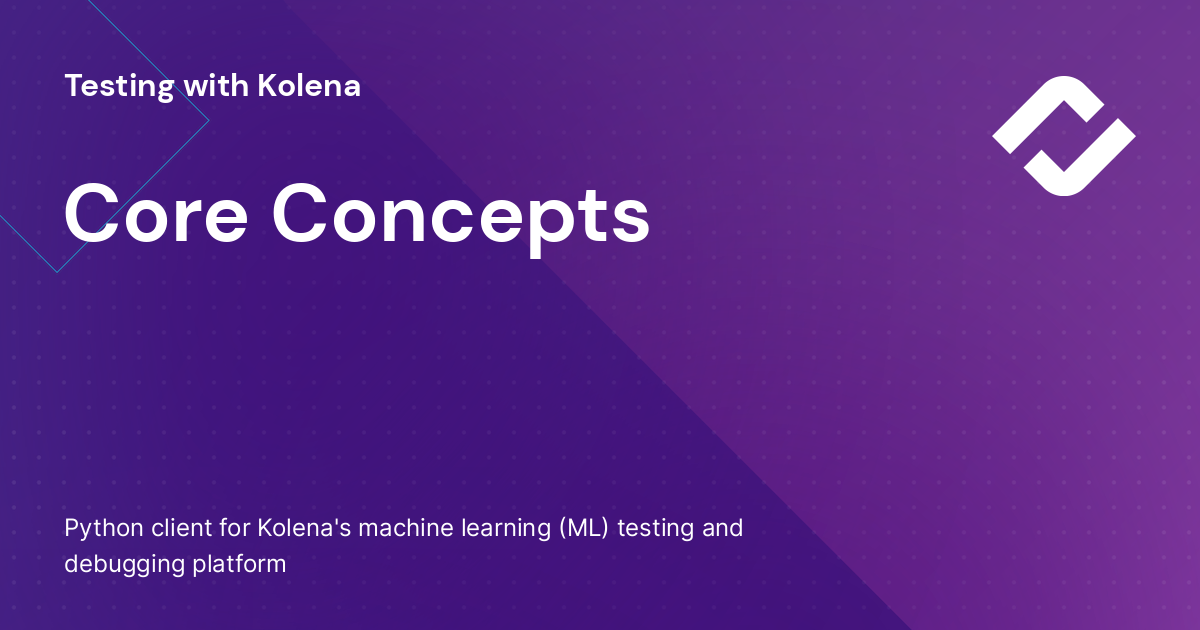 Testing with Kolena
Core Concepts
Python client for Kolena's machine learning (ML) testing and
debugging platform